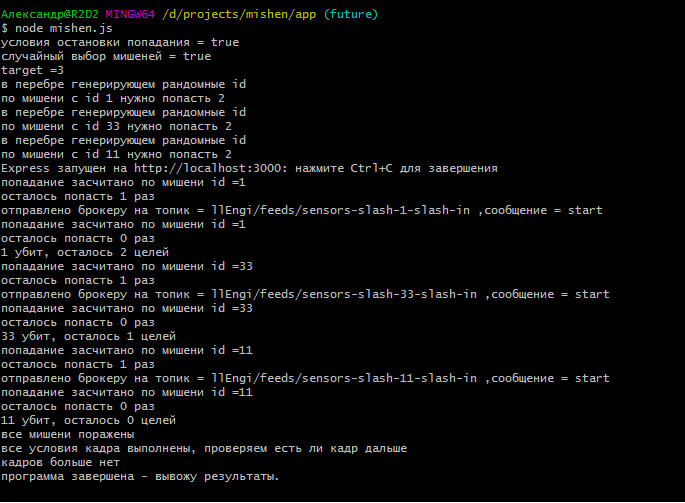 Александр@R2D2 MINGW64 /d/projects/mishen/app (future)
$ node mishen.js
условия остановки попадания = true
случайный выбор мишеней = true
target =3
в перебре генерирующем рандомные id
по мишени с id 1 нужно попасть 2
в перебре генерирующем рандомные id
по мишени с id 33 нужно попасть 2
в перебре генерирующем рандомные id
по мишени с id 11 нужно попасть 2
Express запущен на http://localhost:3000: нажмите Ctrl+C для завершения
попадание засчитано по мишени id =1
осталось попасть 1 раз
отправлено брокеру на топик = llEngi/feeds/sensors-slash-1-slash-in ,сообщение = start
попадание засчитано по мишени id =1
осталось попасть 0 раз
1 убит, осталось 2 целей
попадание засчитано по мишени id =33
осталось попасть 1 раз
отправлено брокеру на топик = llEngi/feeds/sensors-slash-33-slash-in ,сообщение = start
попадание засчитано по мишени id =33
осталось попасть 0 раз
33 убит, осталось 1 целей
попадание засчитано по мишени id =11
осталось попасть 1 раз
отправлено брокеру на топик = llEngi/feeds/sensors-slash-11-slash-in ,сообщение = start
попадание засчитано по мишени id =11
осталось попасть 0 раз
11 убит, осталось 0 целей
все мишени поражены
все условия кадра выполнены, проверяем есть ли кадр дальше
кадров больше нет
программа завершена - вывожу результаты.